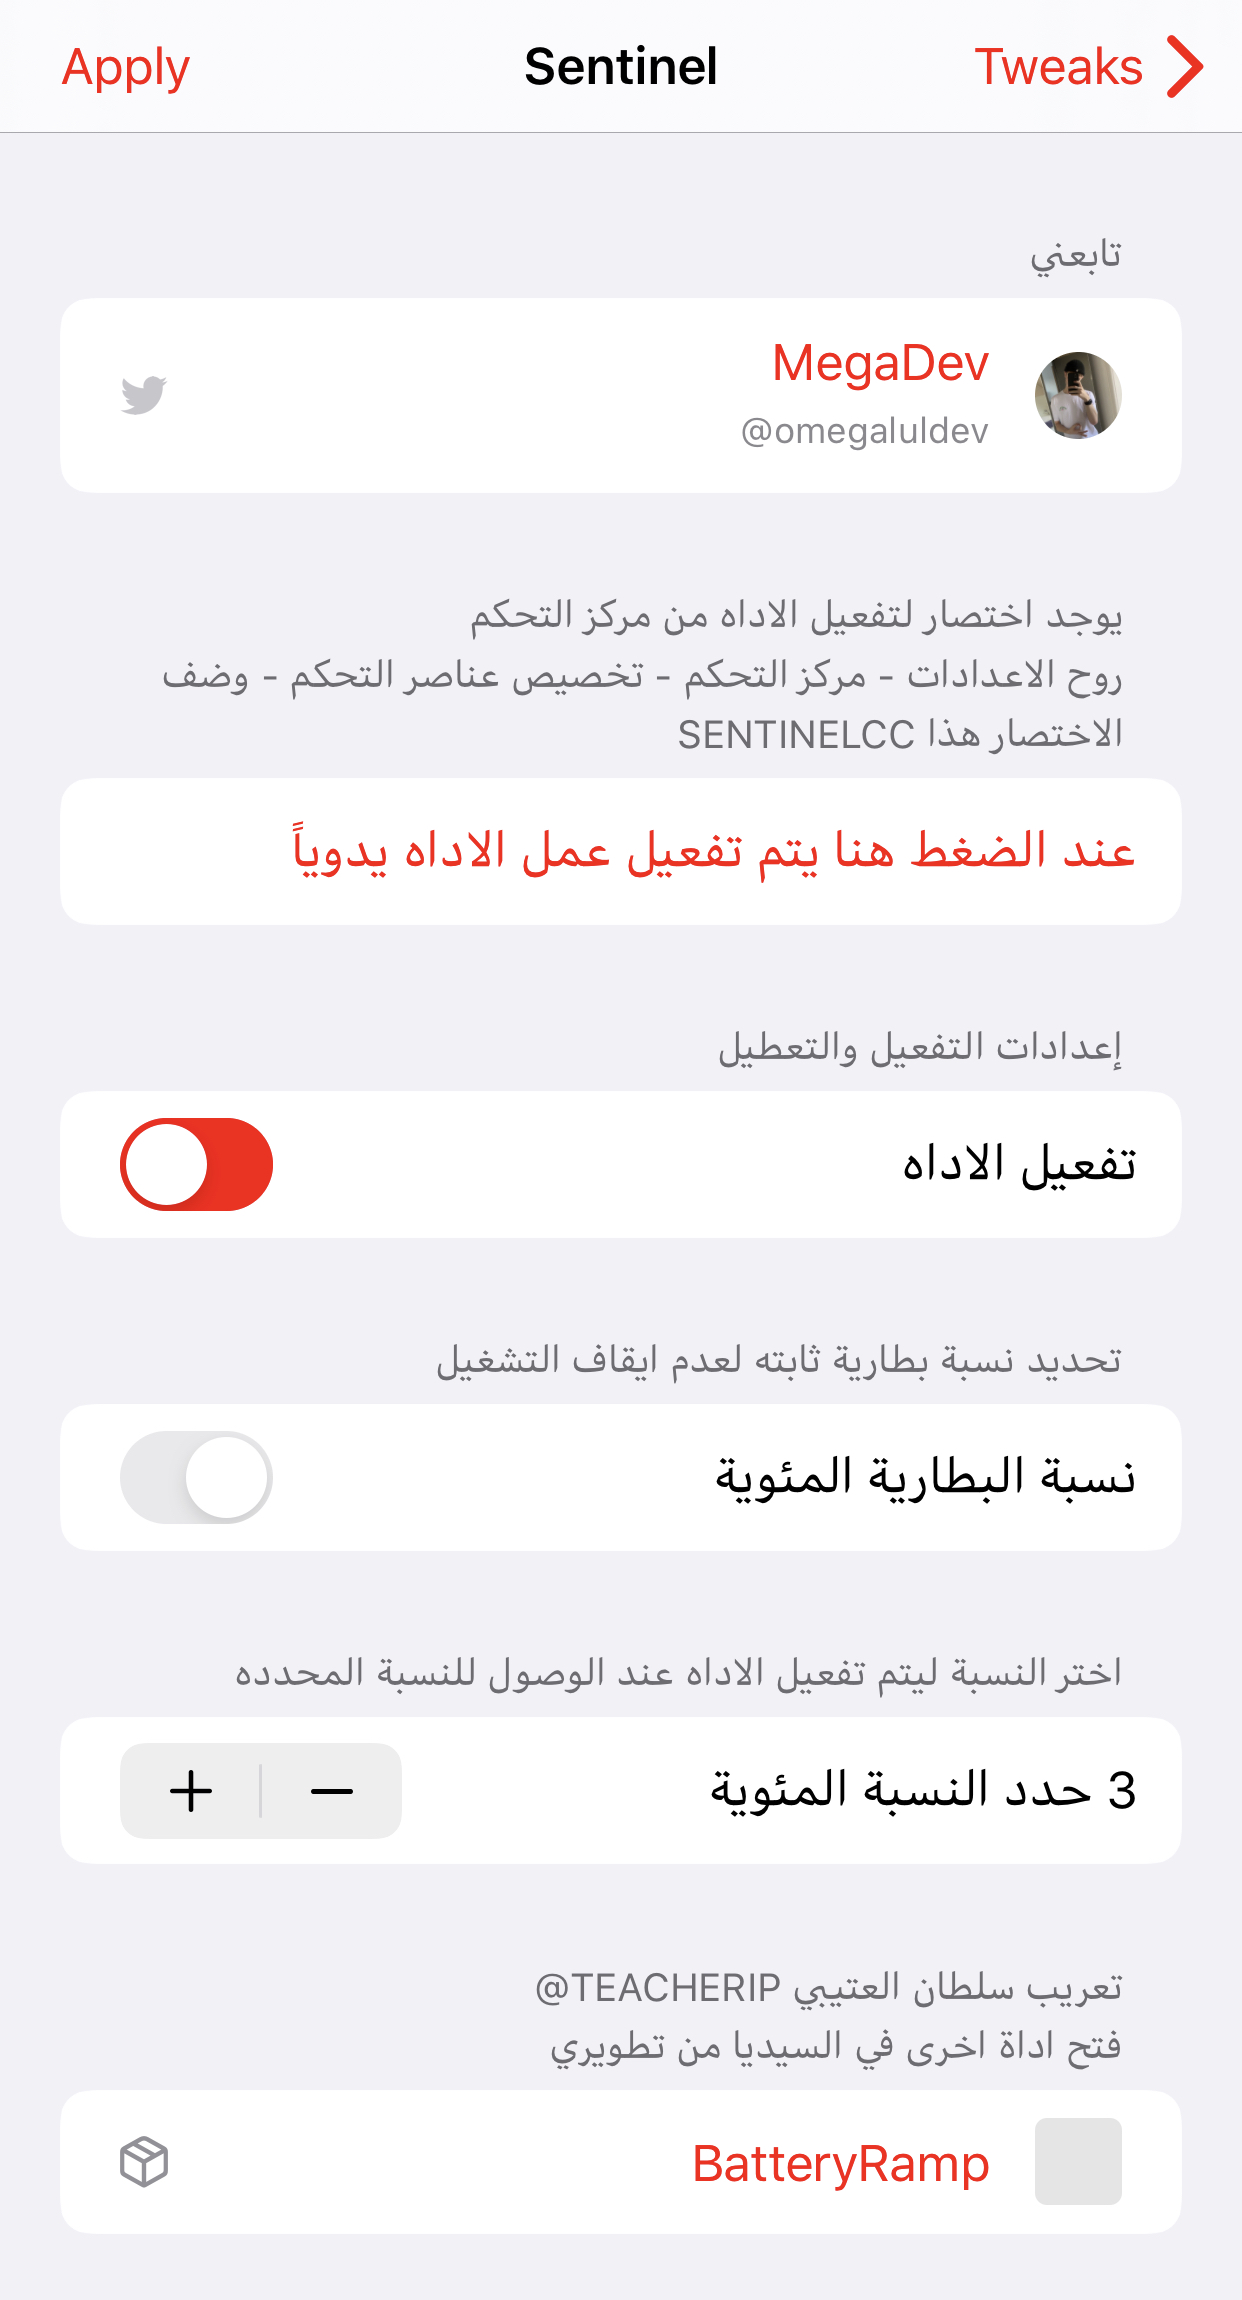 Apply
Sentinel
Tweaks
تابعني
MegaDev
@omegaluldev
يوجد اختصار لتفعيل الاداه من مركز التحكم
روح الاعدادات - مركز التحكم - تخصيص عناصر التحكم - وضف
الاختصار هذا SENTINELCC
عند الضغط هنا يتم تفعيل عمل الاداه يدوياً
إعدادات التفعيل والتعطيل
تفعيل الاداه
تحديد نسبة بطارية ثابته لعدم ايقاف التشغيل
نسبة البطارية المئوية
اختر النسبة ليتم تفعيل الاداه عند الوصول للنسبة المحدده
3 حدد النسبة المئوية
تعريب سلطان العتيبي TEACHERIP@
فتح اداة اخرى في السيديا من تطويري
BatteryRamp